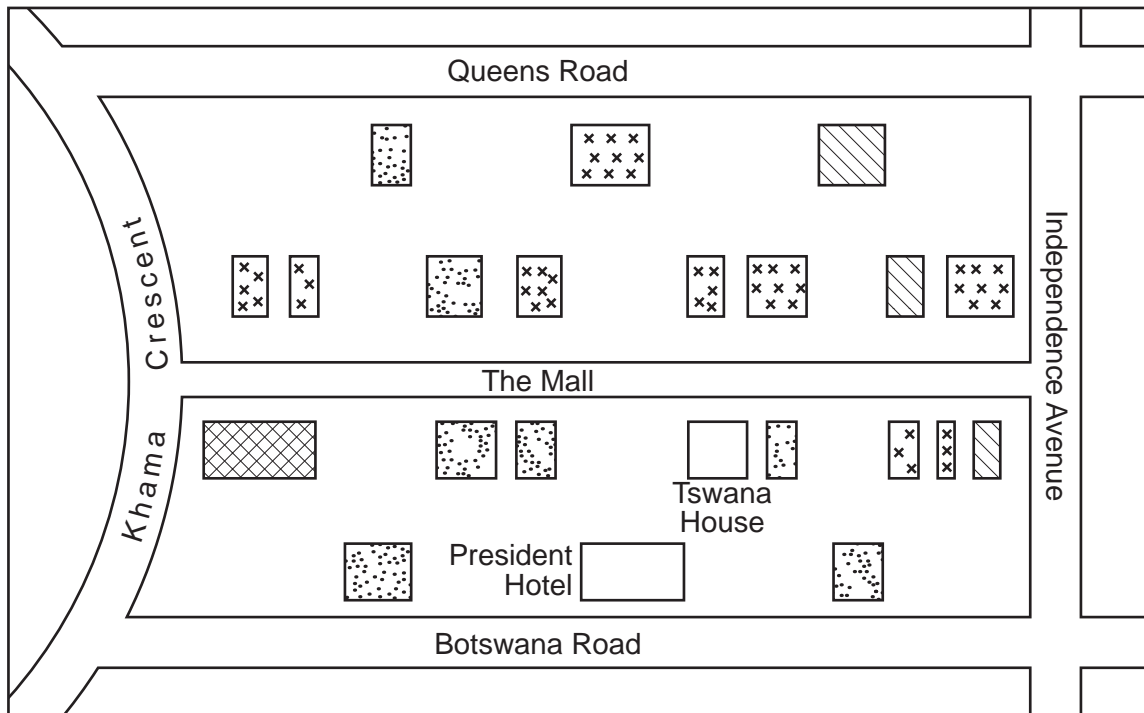 Queens Road
Khama Crescent
Independence Avenue
The Mall
Tswana
House
President
Hotel
Botswana Road